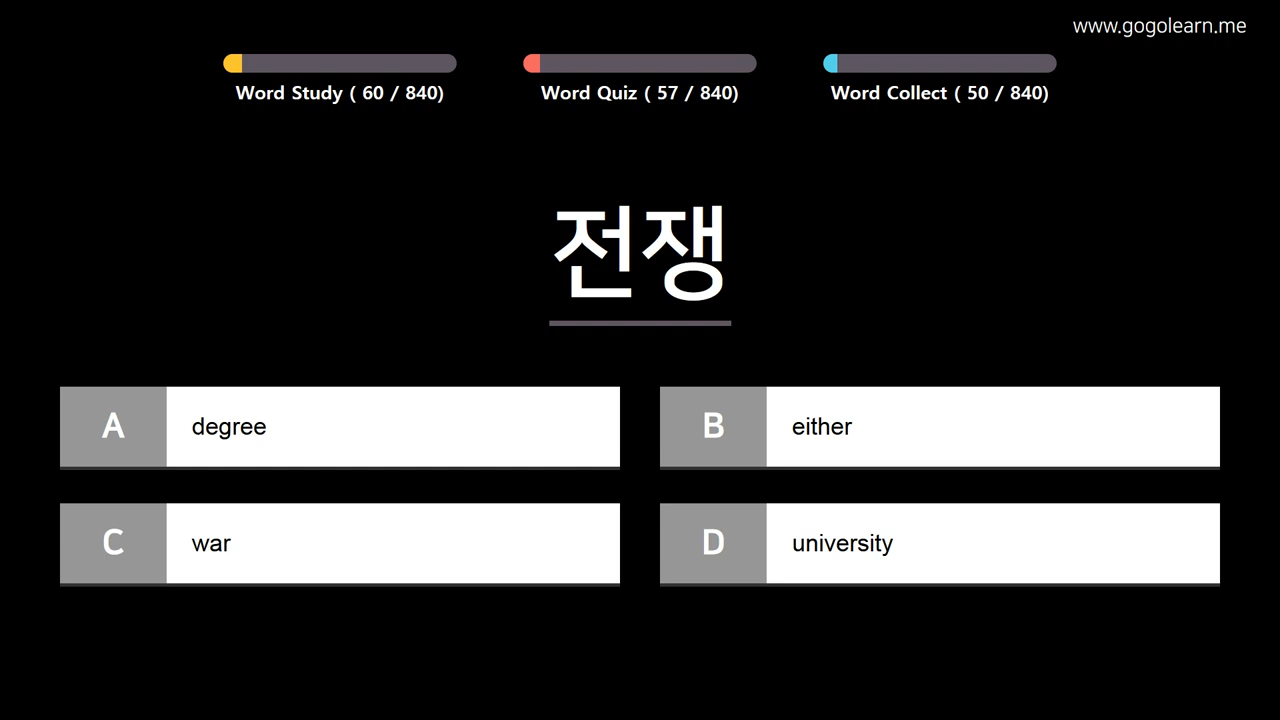 www.gogolearn.me
Word Study ( 60 / 840)
Word Quiz ( 57 / 840)
Word Collect ( 50 / 840)
전쟁
A degree
B either
C war
D university